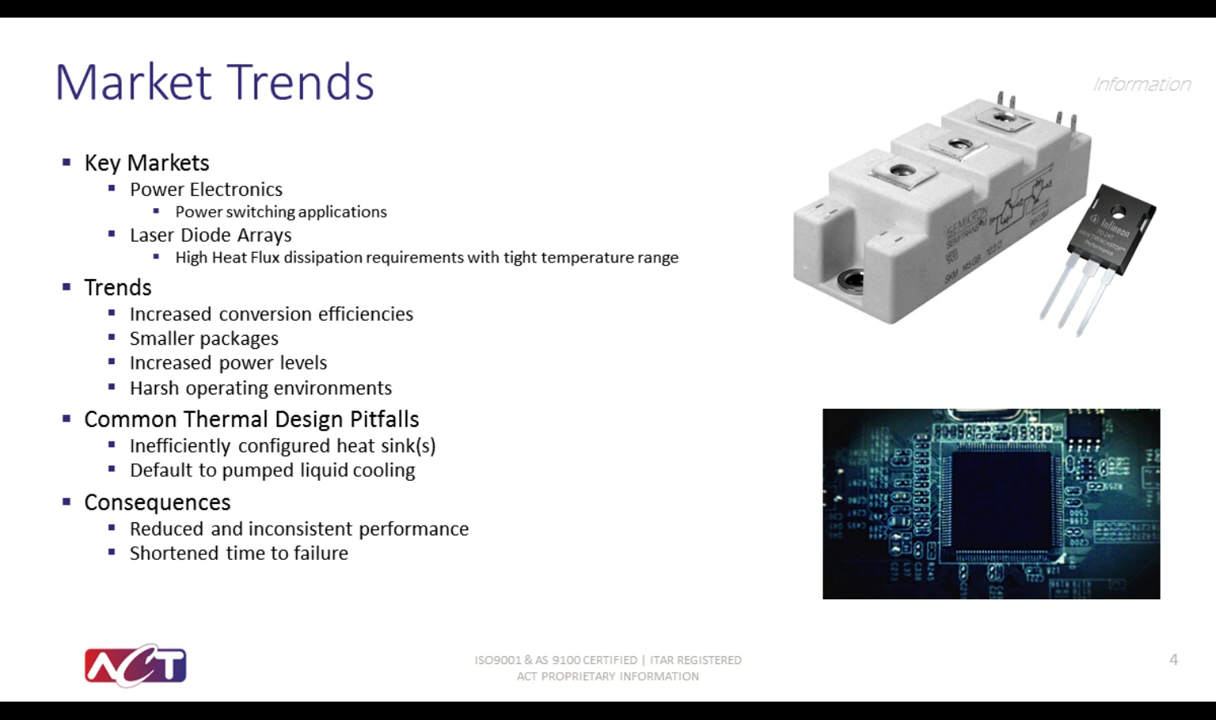 Market Trends
Information
Key Markets
Power Electronics
Power switching applications
Laser Diode Arrays
High Heat Flux dissipation requirements with tight temperature range
Trends
Increased conversion efficiencies
Smaller packages
Increased power levels
Harsh operating environments
Common Thermal Design Pitfalls
Inefficiently configured heat sink(s)
Default to pumped liquid cooling
Consequences
Reduced and inconsistent performance
Shortened time to failure
SEMIKRON
Infineon
ACT
ISO9001 & AS 9100 CERTIFIED | ITAR REGISTERED
ACT PROPRIETARY INFORMATION
4